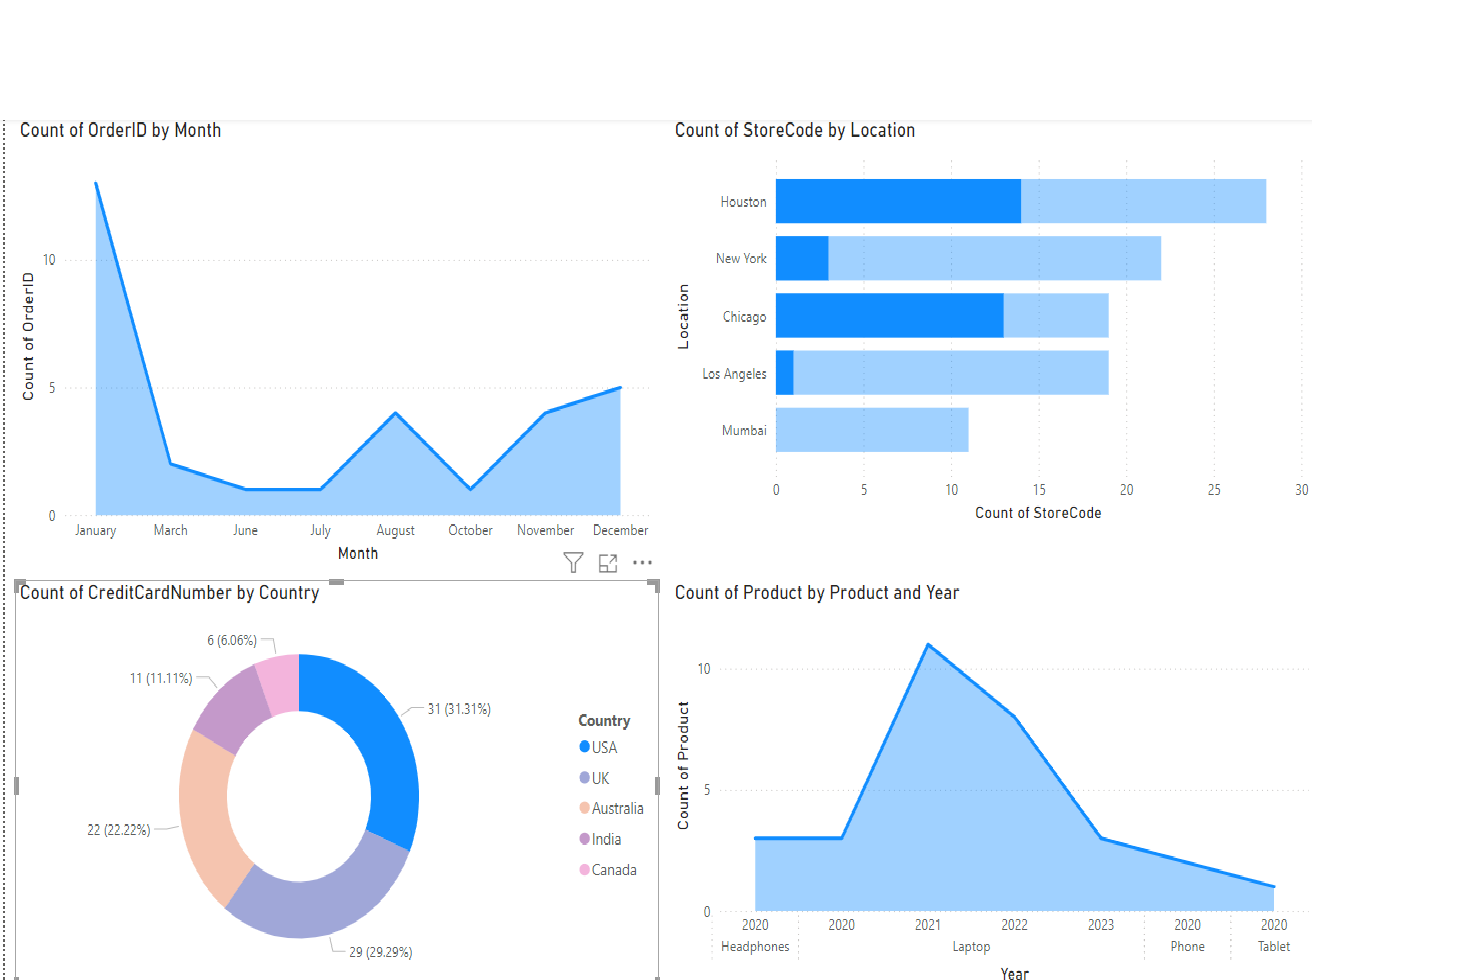 Count of OrderID by Month
Count of OrderID
10
5
0
January March June July August October November December
Month
Count of StoreCode by Location
Location
Houston
New York
Chicago
Los Angeles
Mumbai
0 5 10 15 20 25 30
Count of StoreCode
Count of CreditCardNumber by Country
6 (6.06%)
11 (11.11%)
31 (31.31%)
22 (22.22%)
29 (29.29%)
Country
USA
UK
Australia
India
Canada
Count of Product by Product and Year
Count of Product
10
5
0
2020 2020 2021 2022 2023 2020 2020
Headphones Laptop Phone Tablet
Year